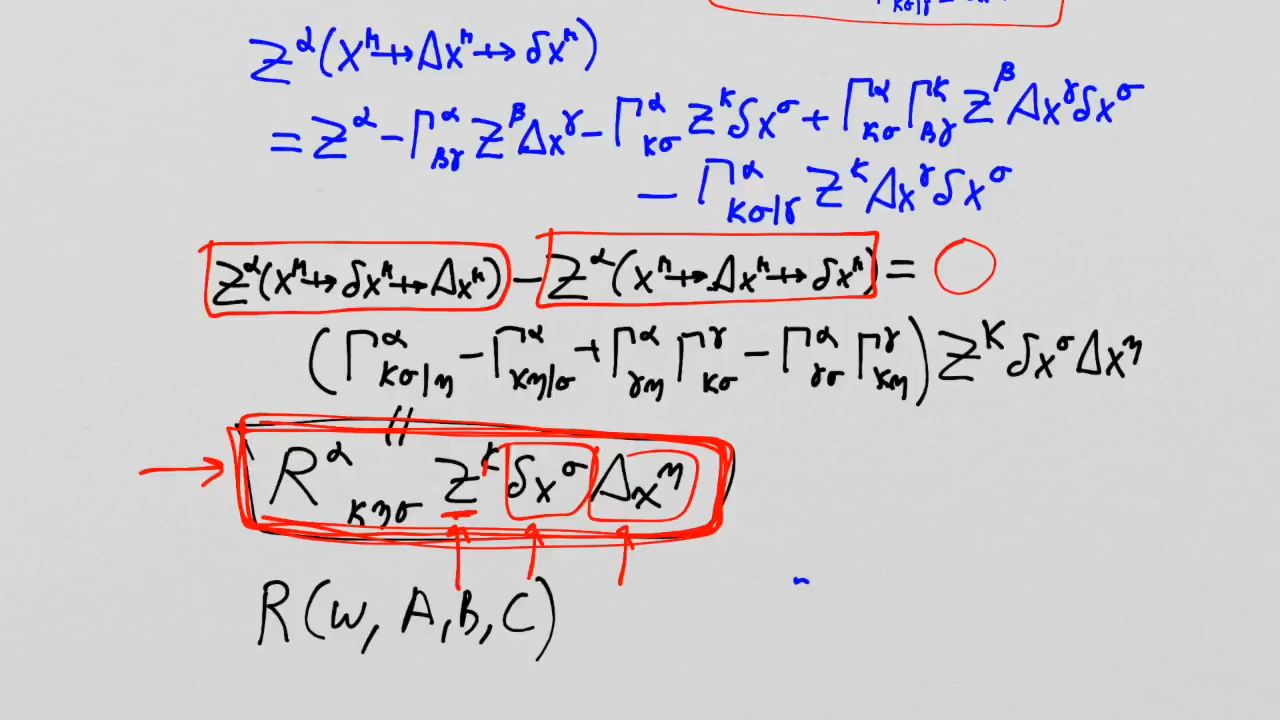 Z^α(x^μ ↦ Δx^μ ↦ δx^μ)
= Z^α − Γ^α_βγ Z^β Δx^γ − Γ^α_κσ Z^κ δx^σ + Γ^α_κσ Γ^κ_βγ Z^β Δx^γ δx^σ
− Γ^α_κσ|γ Z^κ Δx^γ δx^σ
Z^α(x^μ ↦ δx^μ ↦ Δx^μ) − Z^α(x^μ ↦ Δx^μ ↦ δx^μ) =
(Γ^α_κσ|η − Γ^α_κη|σ + Γ^α_γη Γ^γ_κσ − Γ^α_γσ Γ^γ_κη) Z^κ δx^σ Δx^η
R^α_κησ Z^κ δx^σ Δx^η
R(W, A, B, C)